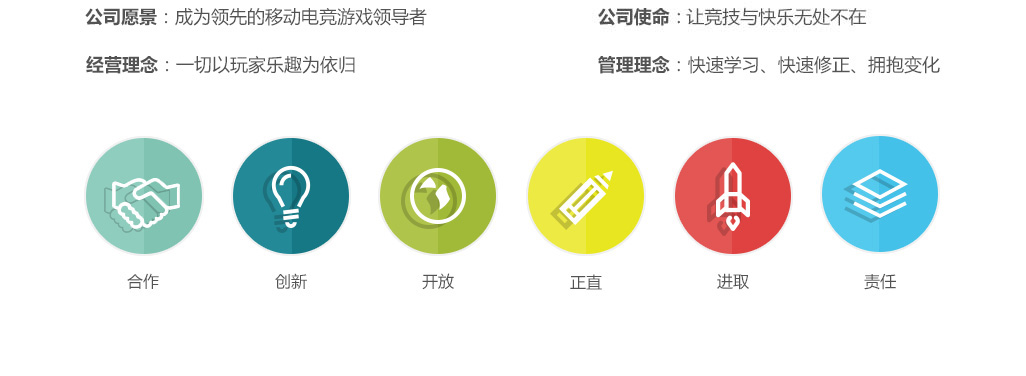 公司愿景：成为领先的移动电竞游戏领导者
公司使命：让竞技与快乐无处不在
经营理念：一切以玩家乐趣为依归
管理理念：快速学习、快速修正、拥抱变化
合作
创新
开放
正直
进取
责任